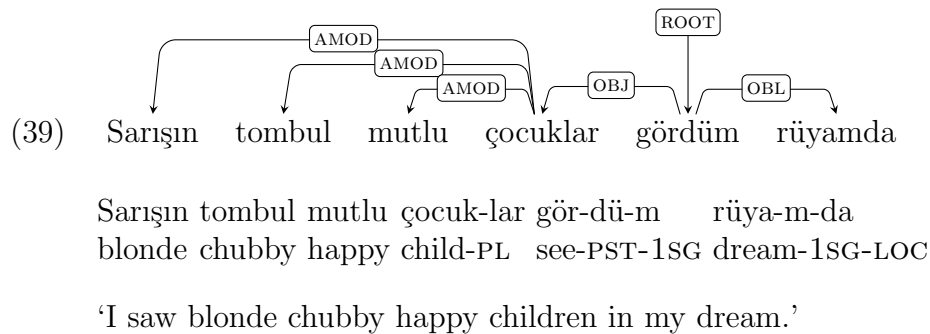 ROOT
AMOD
AMOD
AMOD OBJ OBL
(39) Sarışın tombul mutlu çocuklar gördüm rüyamda
Sarışın tombul mutlu çocuk-lar gör-dü-m rüya-m-da
blonde chubby happy child-PL see-PST-1SG dream-1SG-LOC
‘I saw blonde chubby happy children in my dream.’